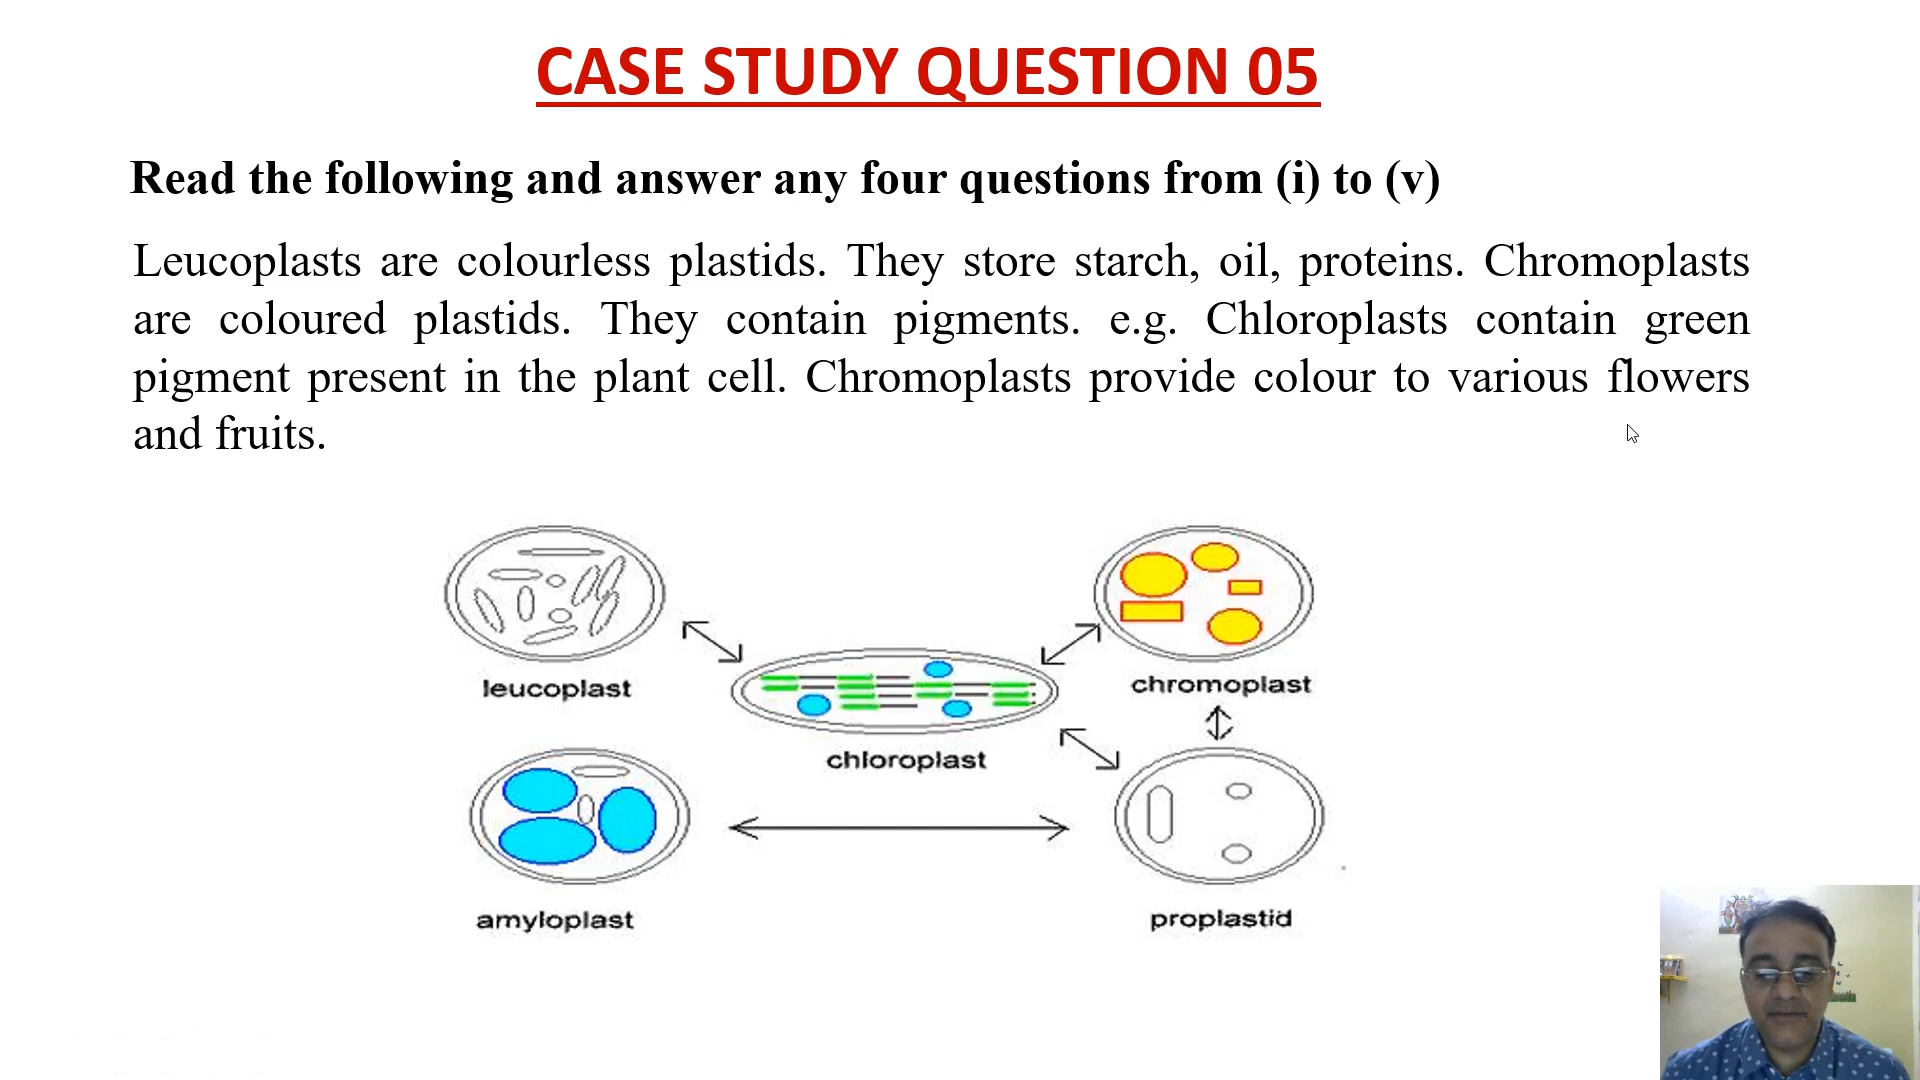 CASE STUDY QUESTION 05
Read the following and answer any four questions from (i) to (v)
Leucoplasts are colourless plastids. They store starch, oil, proteins. Chromoplasts
are coloured plastids. They contain pigments. e.g. Chloroplasts contain green
pigment present in the plant cell. Chromoplasts provide colour to various flowers
and fruits.
leucoplast
chromoplast
chloroplast
amyloplast
proplastid